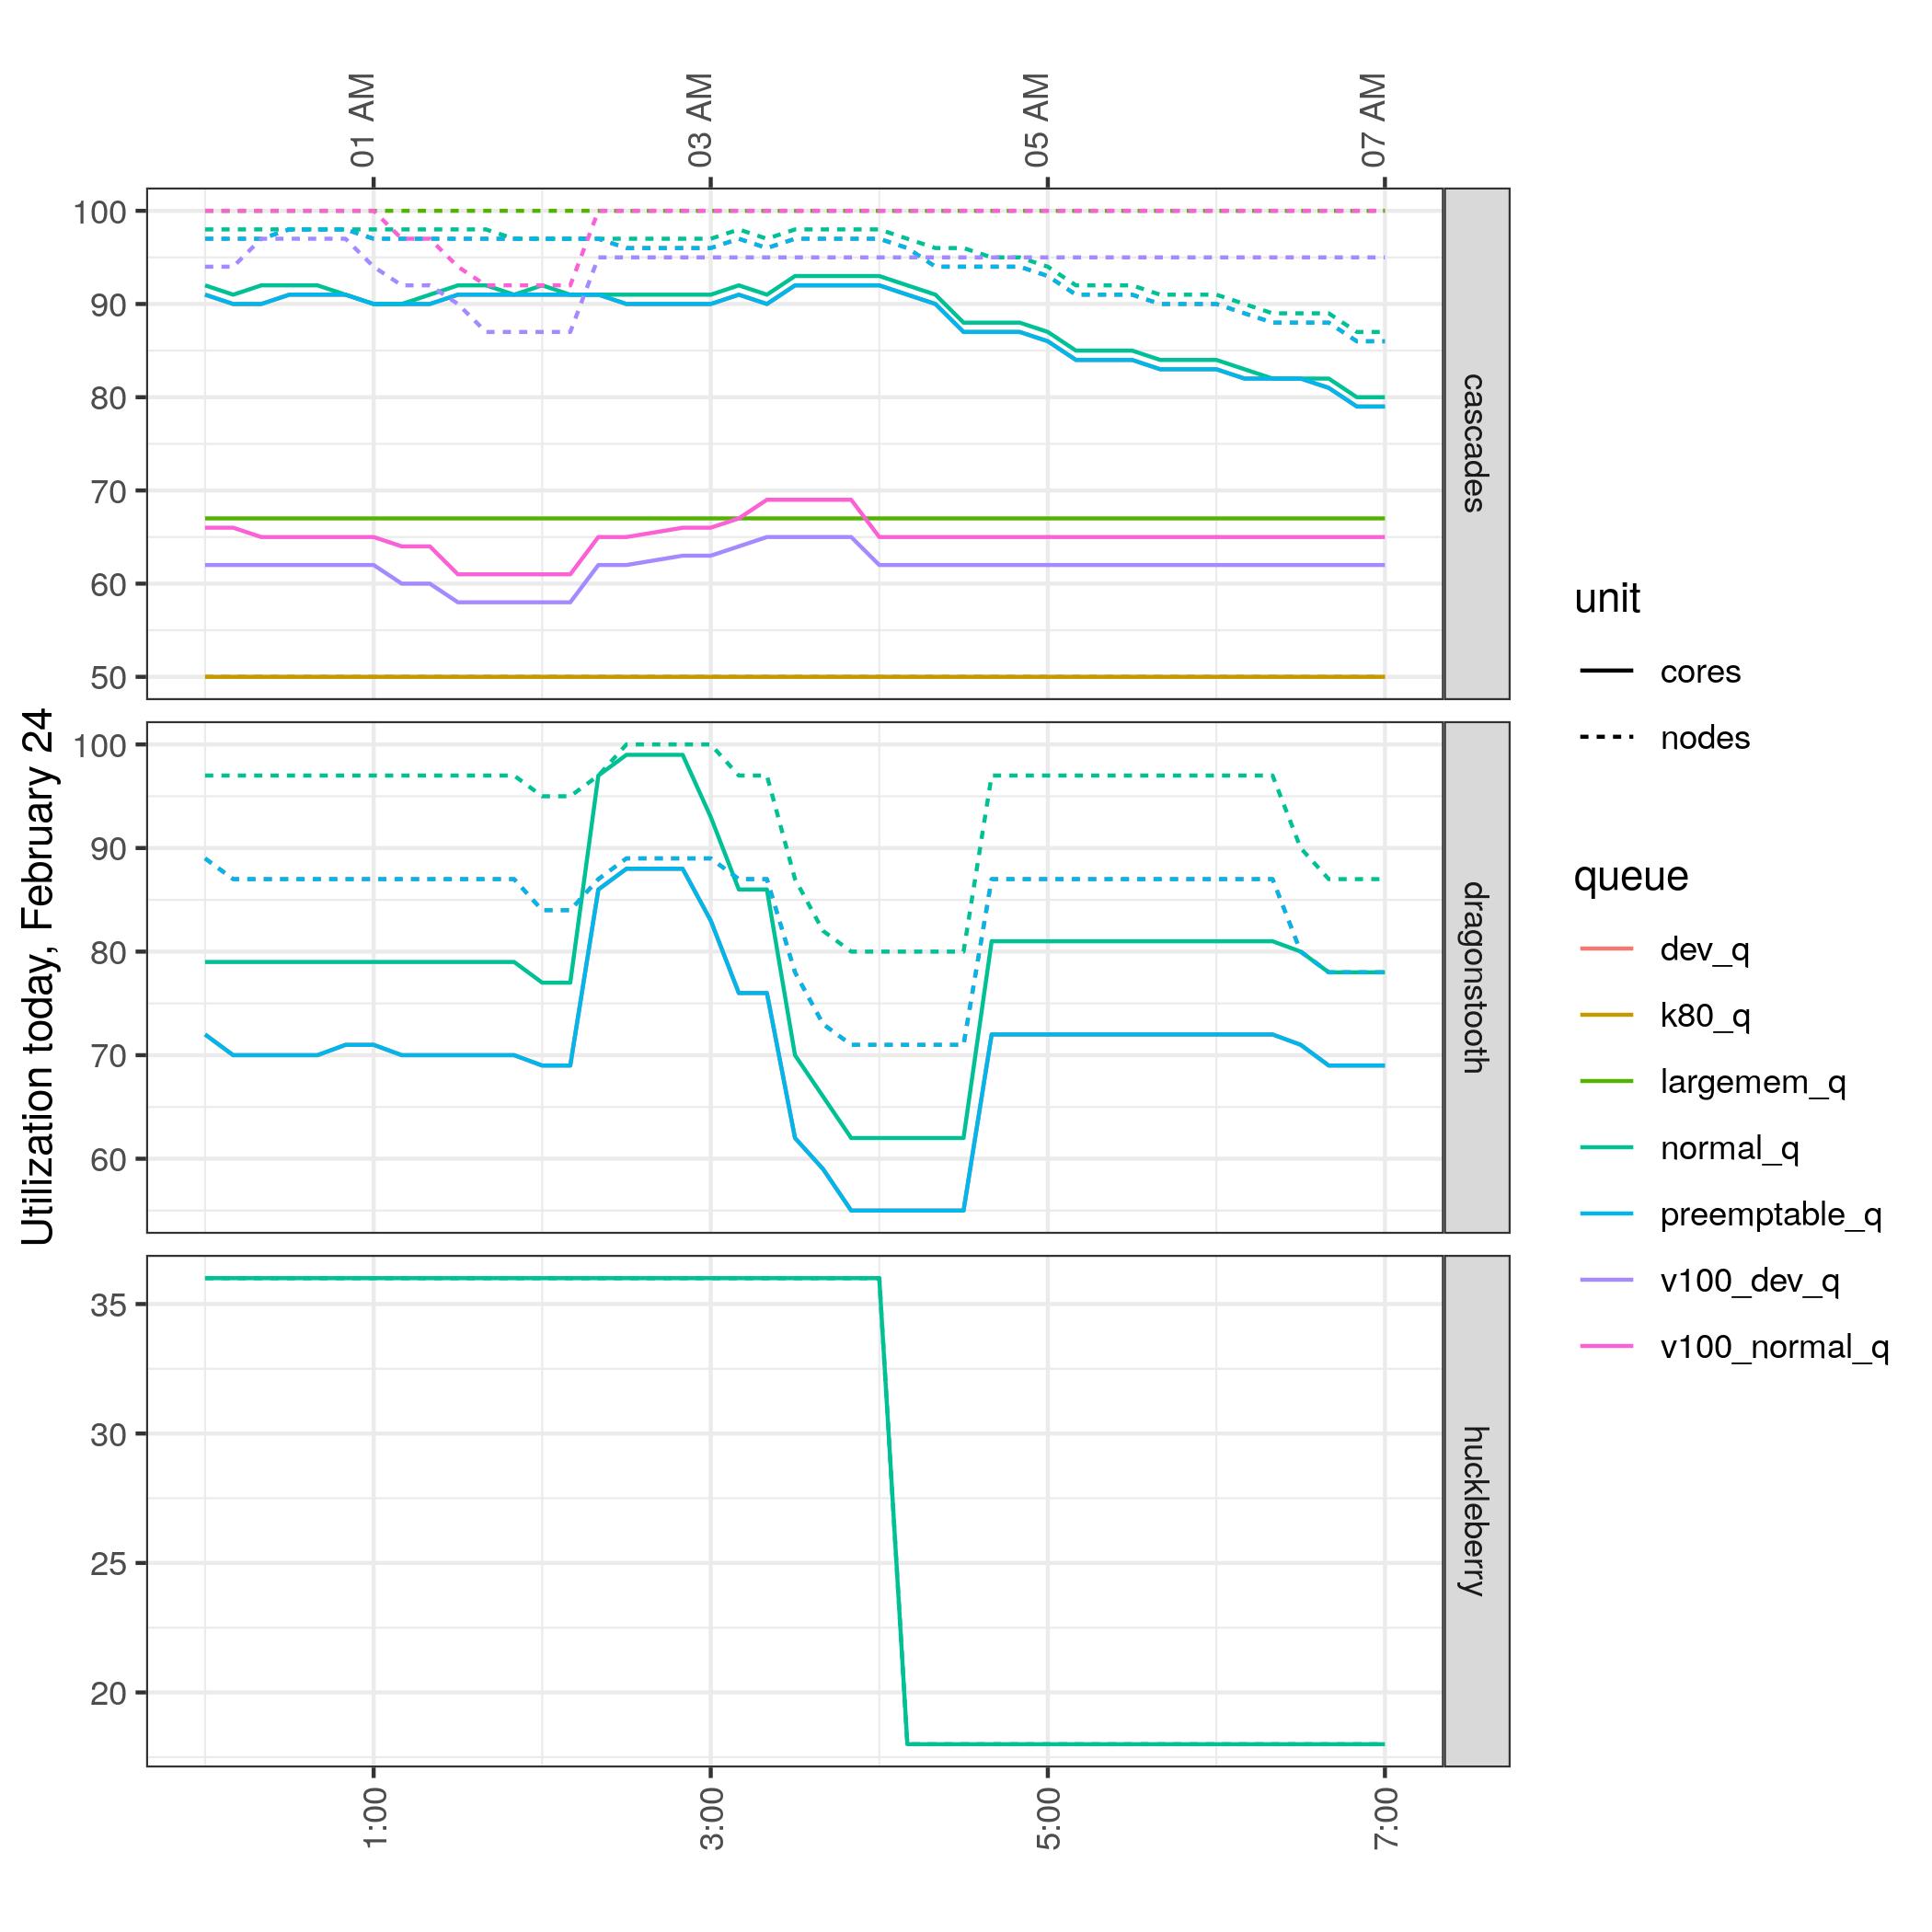 01 AM
03 AM
05 AM
07 AM
100
90
80
70
60
50
cascades
100
90
80
70
60
dragonstooth
35
30
25
20
huckleberry
1:00
3:00
5:00
7:00
Utilization today, February 24
unit
cores
nodes
queue
dev_q
k80_q
largemem_q
normal_q
preemptable_q
v100_dev_q
v100_normal_q